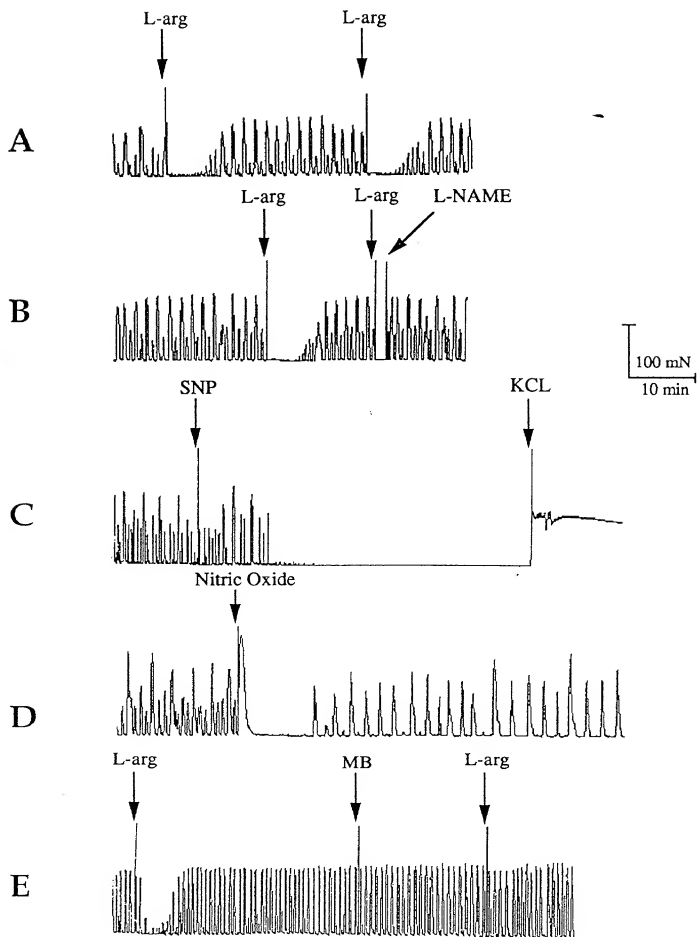 L-arg L-arg
A
L-arg L-arg L-NAME
B
100 mN
10 min
SNP KCL
C
Nitric Oxide
D
L-arg MB L-arg
E